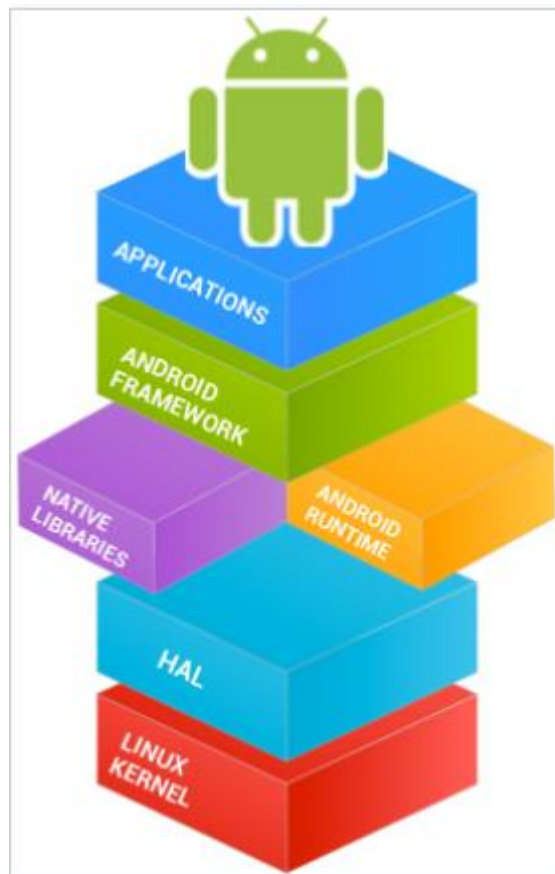 APPLICATIONS
ANDROID
FRAMEWORK
NATIVE
LIBRARIES
ANDROID
RUNTIME
HAL
LINUX
KERNEL